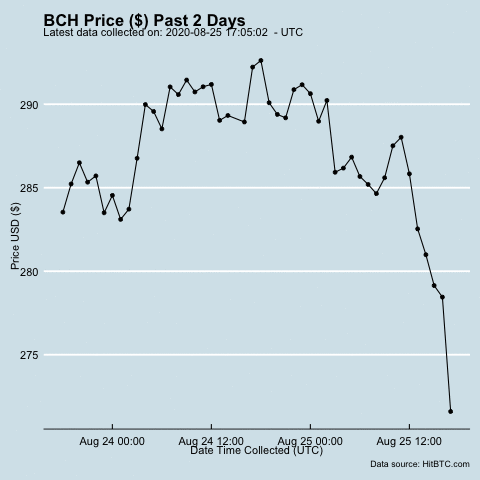 BCH Price ($) Past 2 Days
Latest data collected on: 2020-08-25 17:05:02  - UTC
290
285
280
275
Price USD ($)
Aug 24 00:00 Aug 24 12:00 Aug 25 00:00 Aug 25 12:00
Date Time Collected (UTC)
Data source: HitBTC.com